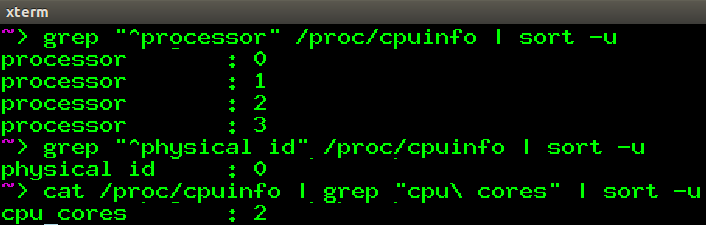 xterm
~> grep "^processor" /proc/cpuinfo | sort -u
processor : 0
processor : 1
processor : 2
processor : 3
~> grep "^physical id" /proc/cpuinfo | sort -u
physical id : 0
~> cat /proc/cpuinfo | grep "cpu\ cores" | sort -u
cpu cores : 2